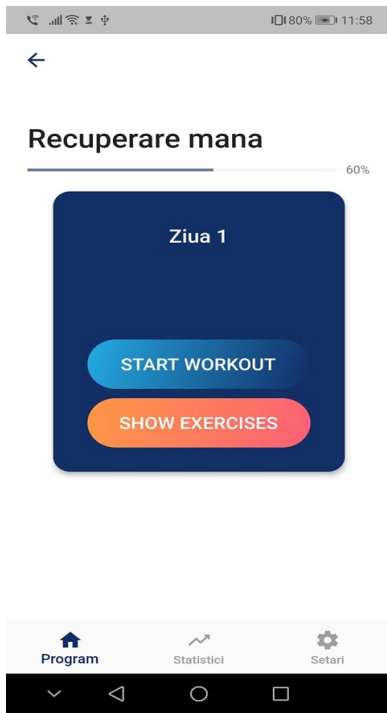 80% 11:58
Recuperare mana
60%
Ziua 1
START WORKOUT
SHOW EXERCISES
Program Statistici Setari